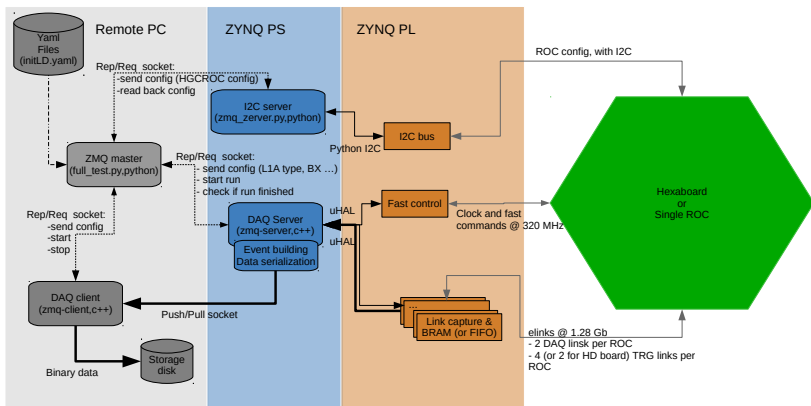 Remote PC
ZYNQ PS
ZYNQ PL
Yaml
Files
(initLD.yaml)
Rep/Req socket:
-send config (HGCROC config)
-read back config
ROC config, with I2C
I2C server
(zmq_zerver.py,python)
Python I2C
I2C bus
ZMQ master
(full_test.py,python)
Rep/Req socket:
- send config (L1A type, BX ...)
- start run
- check if run finished
Hexaboard
or
Single ROC
Rep/Req socket:
-send config
-start
-stop
DAQ Server
(zmq-server,c++)
Event building
Data serialization
uHAL
uHAL
Fast control
Clock and fast
commands @ 320 MHz
DAQ client
(zmq-client,c++)
Push/Pull socket
...
Link capture &
BRAM (or FIFO)
elinks @ 1.28 Gb
- 2 DAQ linsk per ROC
- 4 (or 2 for HD board) TRG links per
ROC
Storage
disk
Binary data